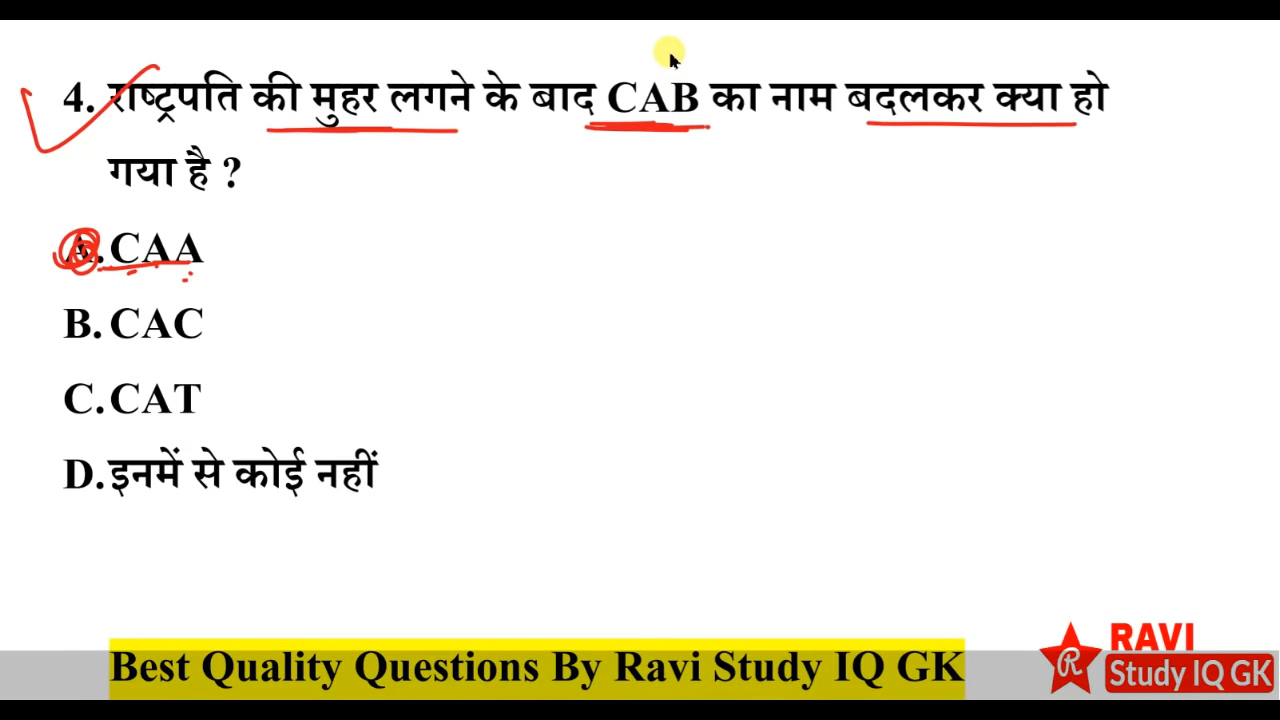 4. राष्ट्रपति की मुहर लगने के बाद CAB का नाम बदलकर क्या हो
गया है ?
A. CAA
B. CAC
C. CAT
D. इनमें से कोई नहीं
Best Quality Questions By Ravi Study IQ GK
R
RAVI
Study IQ GK